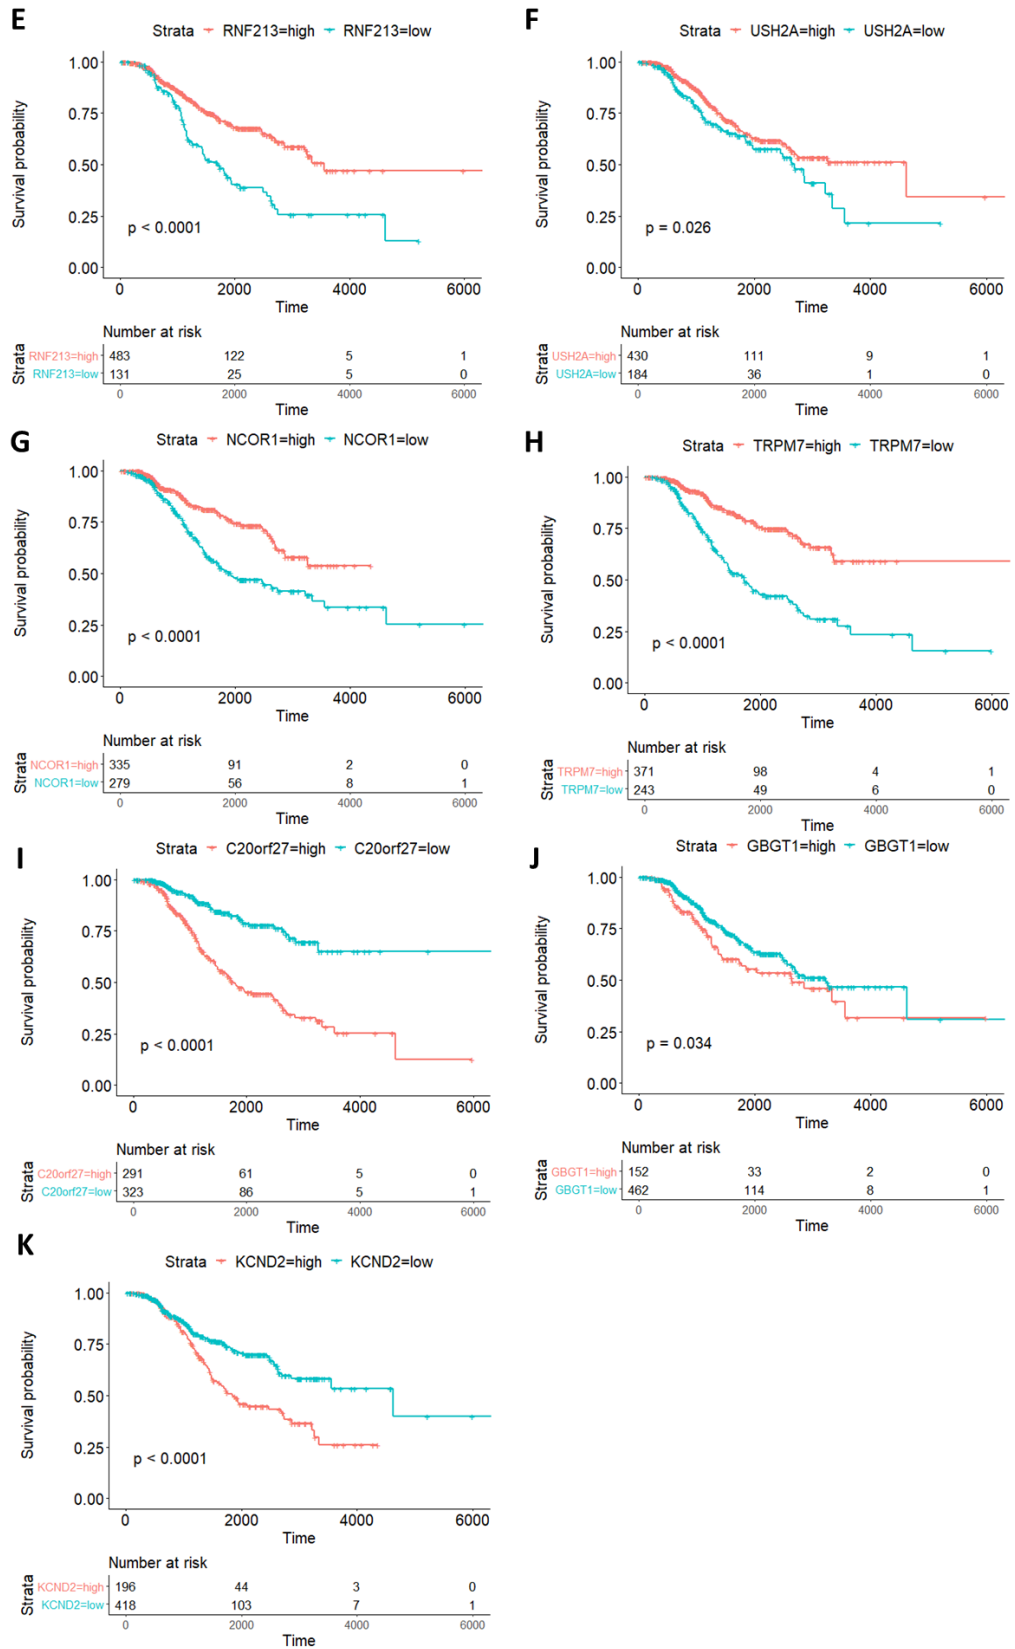 E
Strata RNF213=high RNF213=low
1.00
0.75
0.50
0.25
0.00
Survival probability
p < 0.0001
0 2000 4000 6000
Time
Number at risk
Strata
RNF213=high 483 122 5 1
RNF213=low 131 25 5 0
0 2000 4000 6000
Time
F
Strata USH2A=high USH2A=low
1.00
0.75
0.50
0.25
0.00
Survival probability
p = 0.026
0 2000 4000 6000
Time
Number at risk
Strata
USH2A=high 430 111 9 1
USH2A=low 184 36 1 0
0 2000 4000 6000
Time
G
Strata NCOR1=high NCOR1=low
1.00
0.75
0.50
0.25
0.00
Survival probability
p < 0.0001
0 2000 4000 6000
Time
Number at risk
Strata
NCOR1=high 335 91 2 0
NCOR1=low 279 56 8 1
0 2000 4000 6000
Time
H
Strata TRPM7=high TRPM7=low
1.00
0.75
0.50
0.25
0.00
Survival probability
p < 0.0001
0 2000 4000 6000
Time
Number at risk
Strata
TRPM7=high 371 98 4 1
TRPM7=low 243 49 6 0
0 2000 4000 6000
Time
I
Strata C20orf27=high C20orf27=low
1.00
0.75
0.50
0.25
0.00
Survival probability
p < 0.0001
0 2000 4000 6000
Time
Number at risk
Strata
C20orf27=high 291 61 5 0
C20orf27=low 323 86 5 1
0 2000 4000 6000
Time
J
Strata GBGT1=high GBGT1=low
1.00
0.75
0.50
0.25
0.00
Survival probability
p = 0.034
0 2000 4000 6000
Time
Number at risk
Strata
GBGT1=high 152 33 2 0
GBGT1=low 462 114 8 1
0 2000 4000 6000
Time
K
Strata KCND2=high KCND2=low
1.00
0.75
0.50
0.25
0.00
Survival probability
p < 0.0001
0 2000 4000 6000
Time
Number at risk
Strata
KCND2=high 196 44 3 0
KCND2=low 418 103 7 1
0 2000 4000 6000
Time